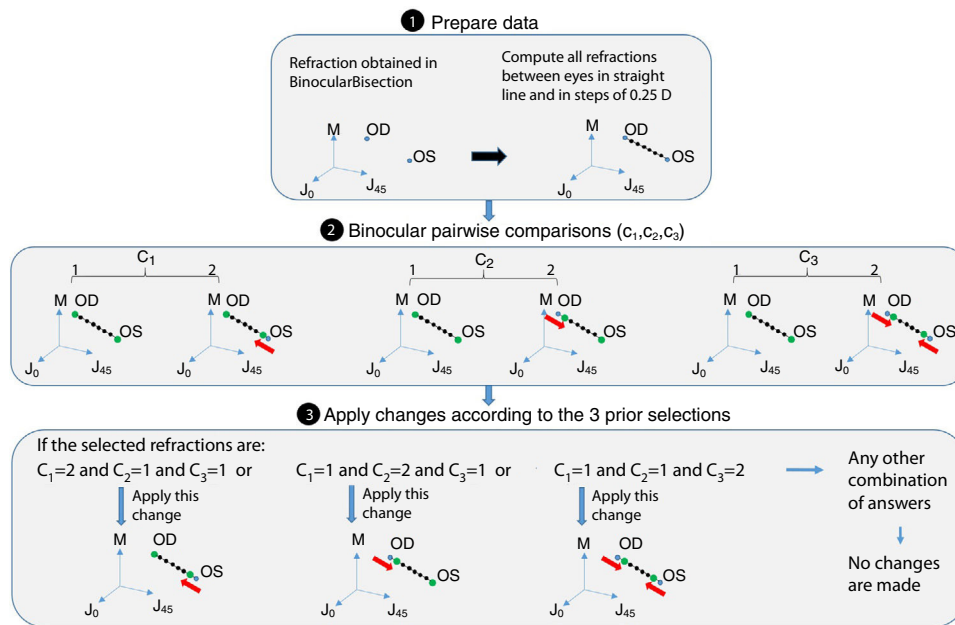 1 Prepare data
Refraction obtained in
BinocularBisection
M
OD
OS
J0
J45
Compute all refractions
between eyes in straight
line and in steps of 0.25 D
M
OD
OS
J0
J45
2 Binocular pairwise comparisons (c1,c2,c3)
C1
1 2
M OD
OS
J0
J45
M OD
OS
J0
J45
C2
1 2
M OD
OS
J0
J45
M OD
OS
J0
J45
C3
1 2
M OD
OS
J0
J45
M OD
OS
J0
J45
3 Apply changes according to the 3 prior selections
If the selected refractions are:
C1=2 and C2=1 and C3=1 or
Apply this
change
M
OD
OS
J0
J45
C1=1 and C2=2 and C3=1 or
Apply this
change
M
OD
OS
J0
J45
C1=1 and C2=1 and C3=2
Apply this
change
M
OD
OS
J0
J45
Any other
combination
of answers
No changes
are made